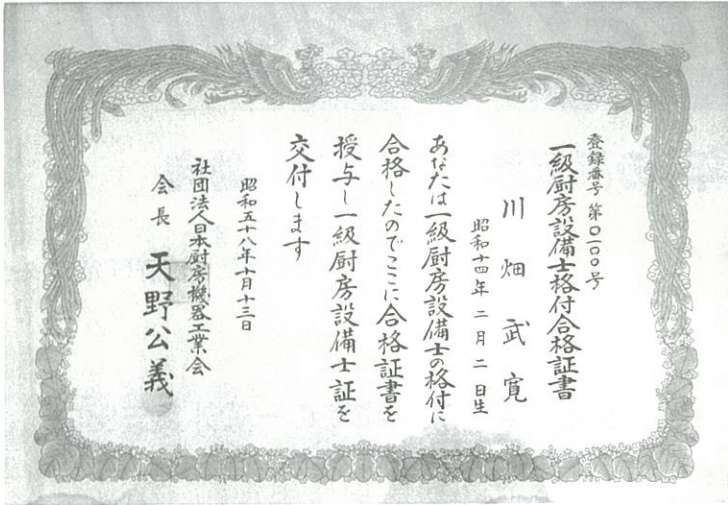 登録番号 第〇一〇〇号
一級厨房設備士格付合格証書
川畑武寛
昭和十四年二月二日生
あなたは一級厨房設備士の格付に
合格したのでここに合格証書を
授与し一級厨房設備士証を
交付します
昭和五十八年十月十三日
社団法人日本厨房機器工業会
会長 天野公義